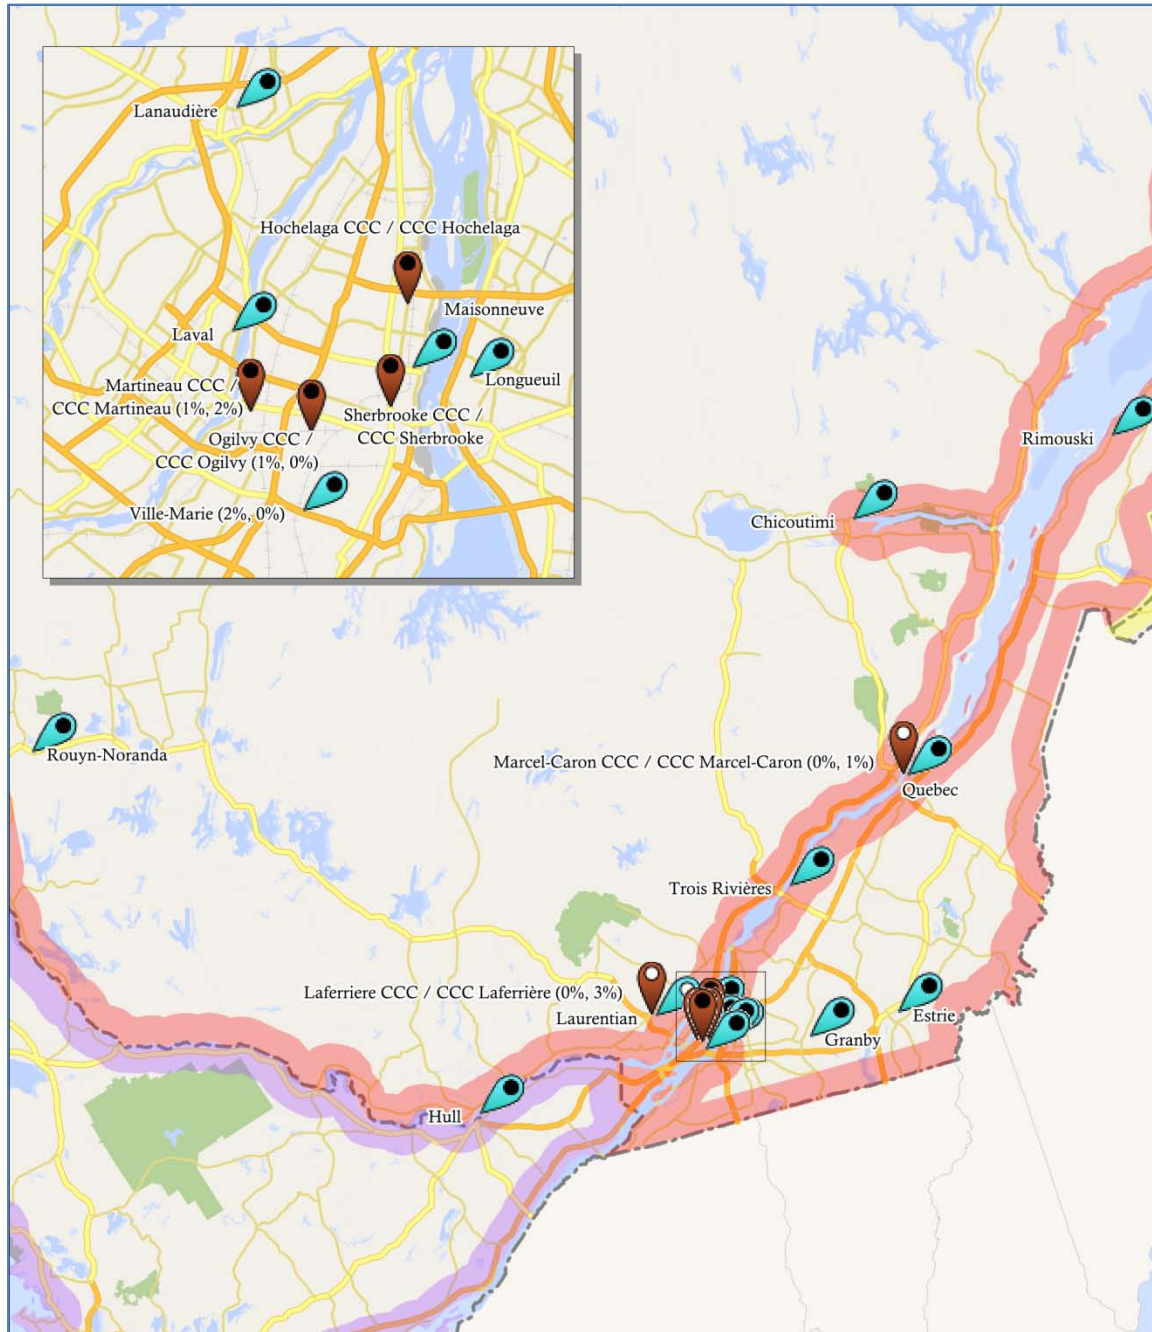 Lanaudière
Hochelaga CCC / CCC Hochelaga
Maisonneuve
Laval
Longueuil
Martineau CCC /
CCC Martineau (1%, 2%)
Sherbrooke CCC /
CCC Sherbrooke
Ogilvy CCC /
CCC Ogilvy (1%, 0%)
Ville-Marie (2%, 0%)
Rimouski
Chicoutimi
Rouyn-Noranda
Marcel-Caron CCC / CCC Marcel-Caron (0%, 1%)
Quebec
Trois Rivières
Laferriere CCC / CCC Laferrière (0%, 3%)
Laurentian
Estrie
Granby
Hull